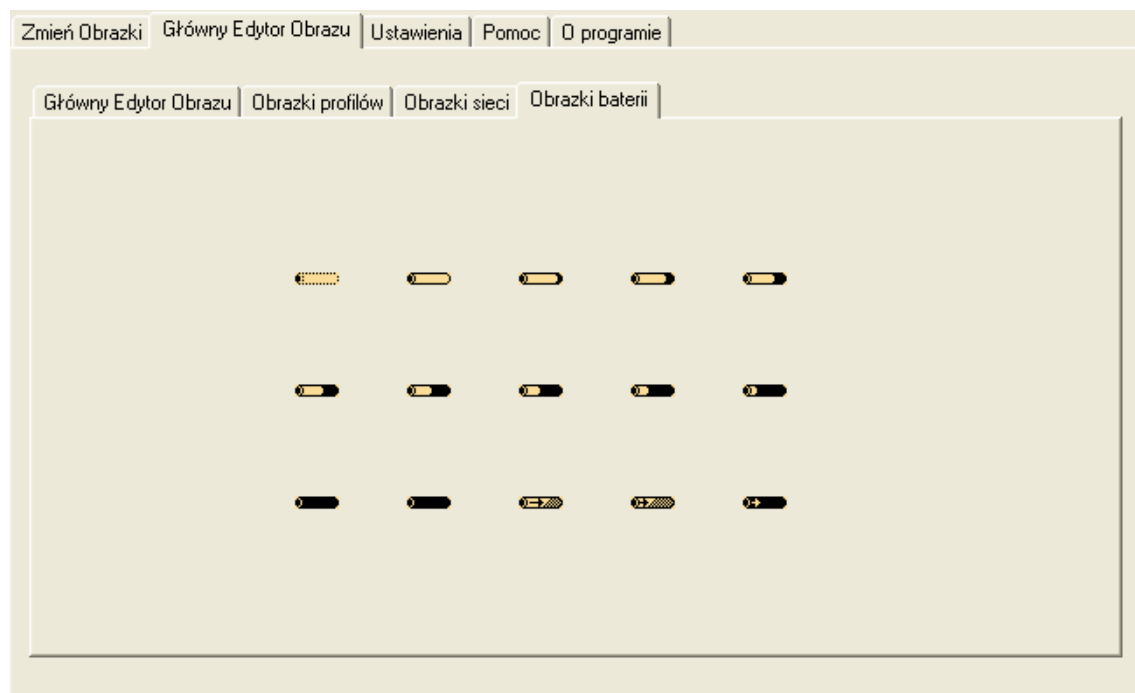 Zmień Obrazki Główny Edytor Obrazu Ustawienia Pomoc O programie
Główny Edytor Obrazu Obrazki profilów Obrazki sieci Obrazki baterii